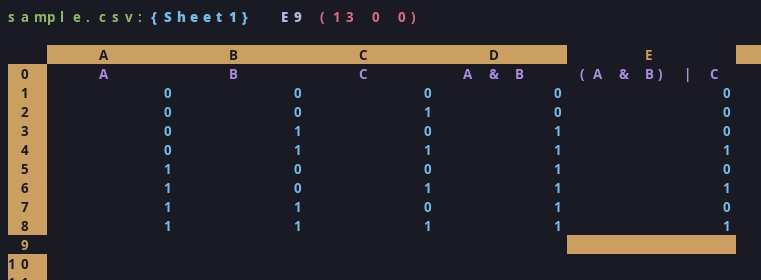 sample.csv:{Sheet1} E9 (13 0 0)
A B C D E
0 A B C A & B (A & B) | C
1 0 0 0 0 0
2 0 0 1 0 0
3 0 1 0 1 0
4 0 1 1 1 1
5 1 0 0 1 0
6 1 0 1 1 1
7 1 1 0 1 0
8 1 1 1 1 1
9
10